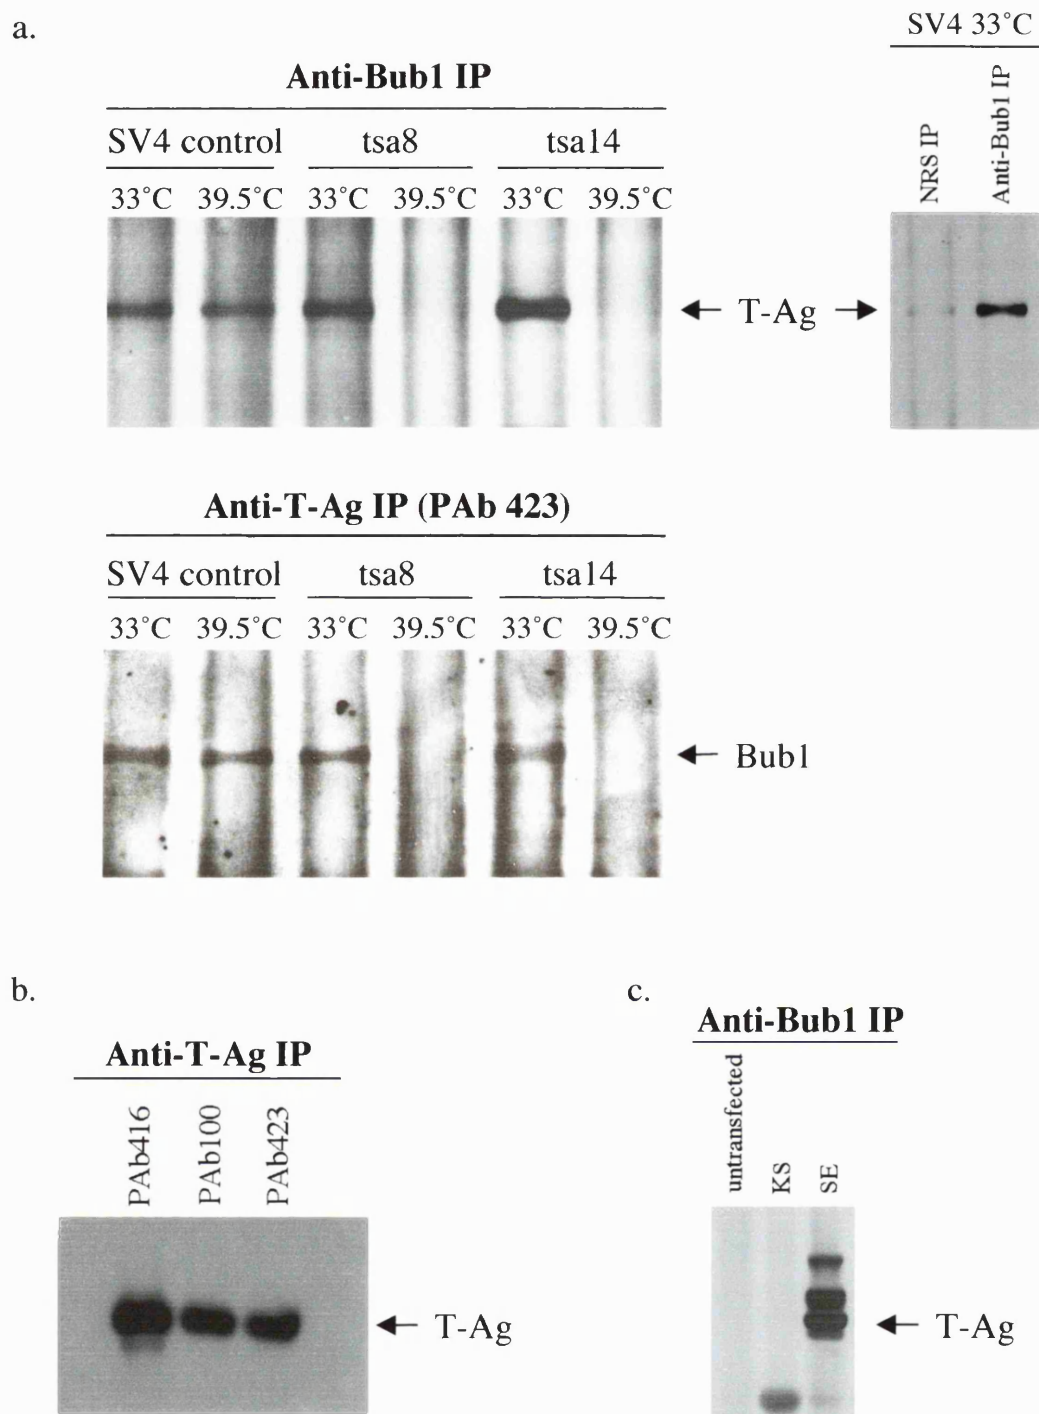 a.
Anti-Bub1 IP
SV4 control tsa8 tsa14
33°C 39.5°C 33°C 39.5°C 33°C 39.5°C
SV4 33°C
NRS IP
Anti-Bub1 IP
T-Ag
Anti-T-Ag IP (PAb 423)
SV4 control tsa8 tsa14
33°C 39.5°C 33°C 39.5°C 33°C 39.5°C
Bub1
b.
Anti-T-Ag IP
PAb416
PAb100
PAb423
T-Ag
c.
Anti-Bub1 IP
untransfected
KS
SE
T-Ag